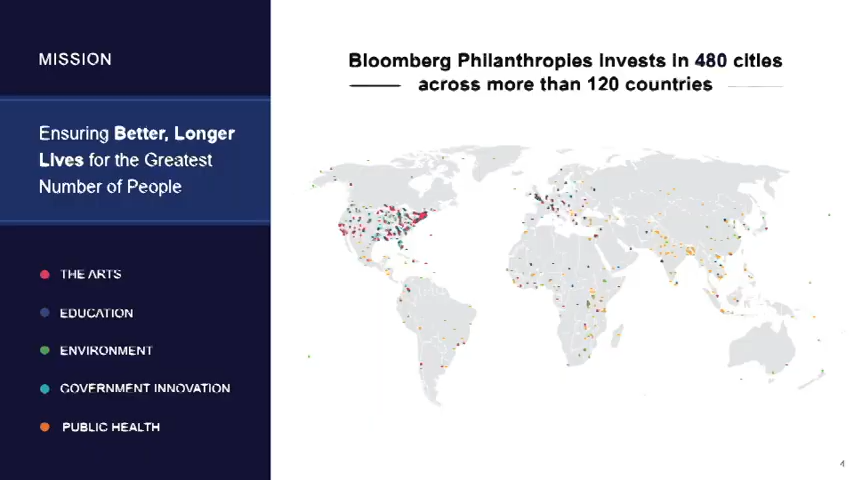 MISSION
Ensuring Better, Longer
Lives for the Greatest
Number of People
THE ARTS
EDUCATION
ENVIRONMENT
GOVERNMENT INNOVATION
PUBLIC HEALTH
Bloomberg Philanthropies invests in 480 cities
across more than 120 countries
4